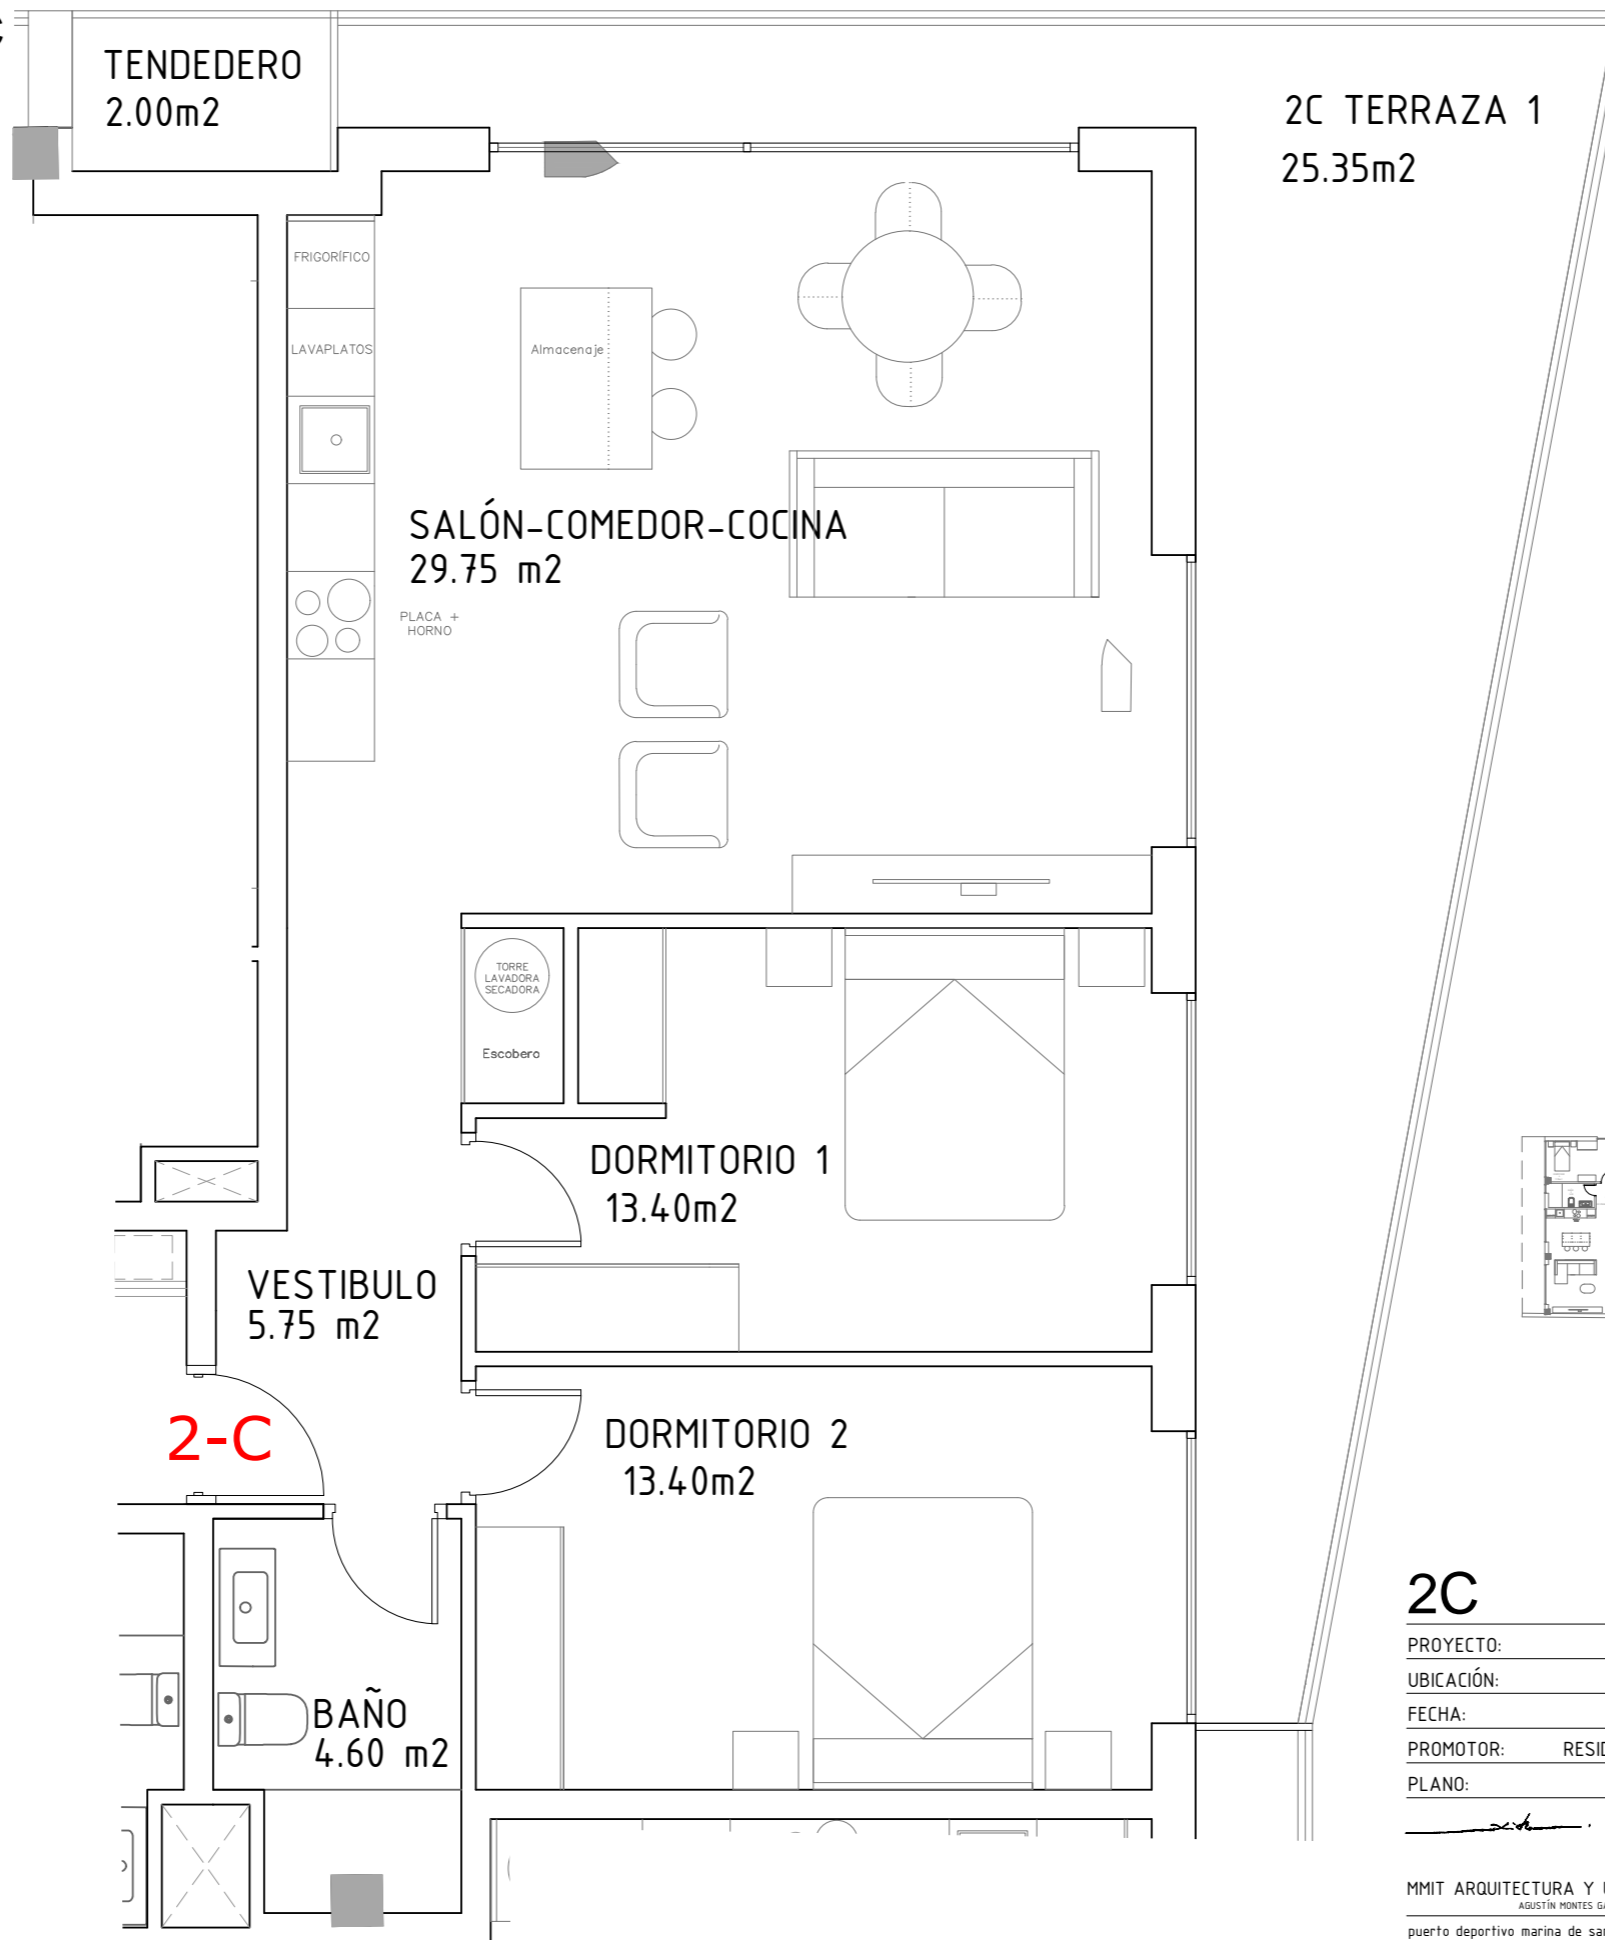 TENDEDERO
2.00m2
2C TERRAZA 1
25.35m2
FRIGORÍFICO
LAVAPLATOS
Almacenaje
SALÓN-COMEDOR-COCINA
29.75 m2
PLACA +
HORNO
TORRE
LAVADORA
SECADORA
Escobero
DORMITORIO 1
13.40m2
VESTIBULO
5.75 m2
2-C
DORMITORIO 2
13.40m2
BAÑO
4.60 m2
2C
PROYECTO:
UBICACIÓN:
FECHA:
PROMOTOR:
PLANO:
MMIT ARQUITECTURA Y
AGUSTÍN MONTES
puerto deportivo marina de